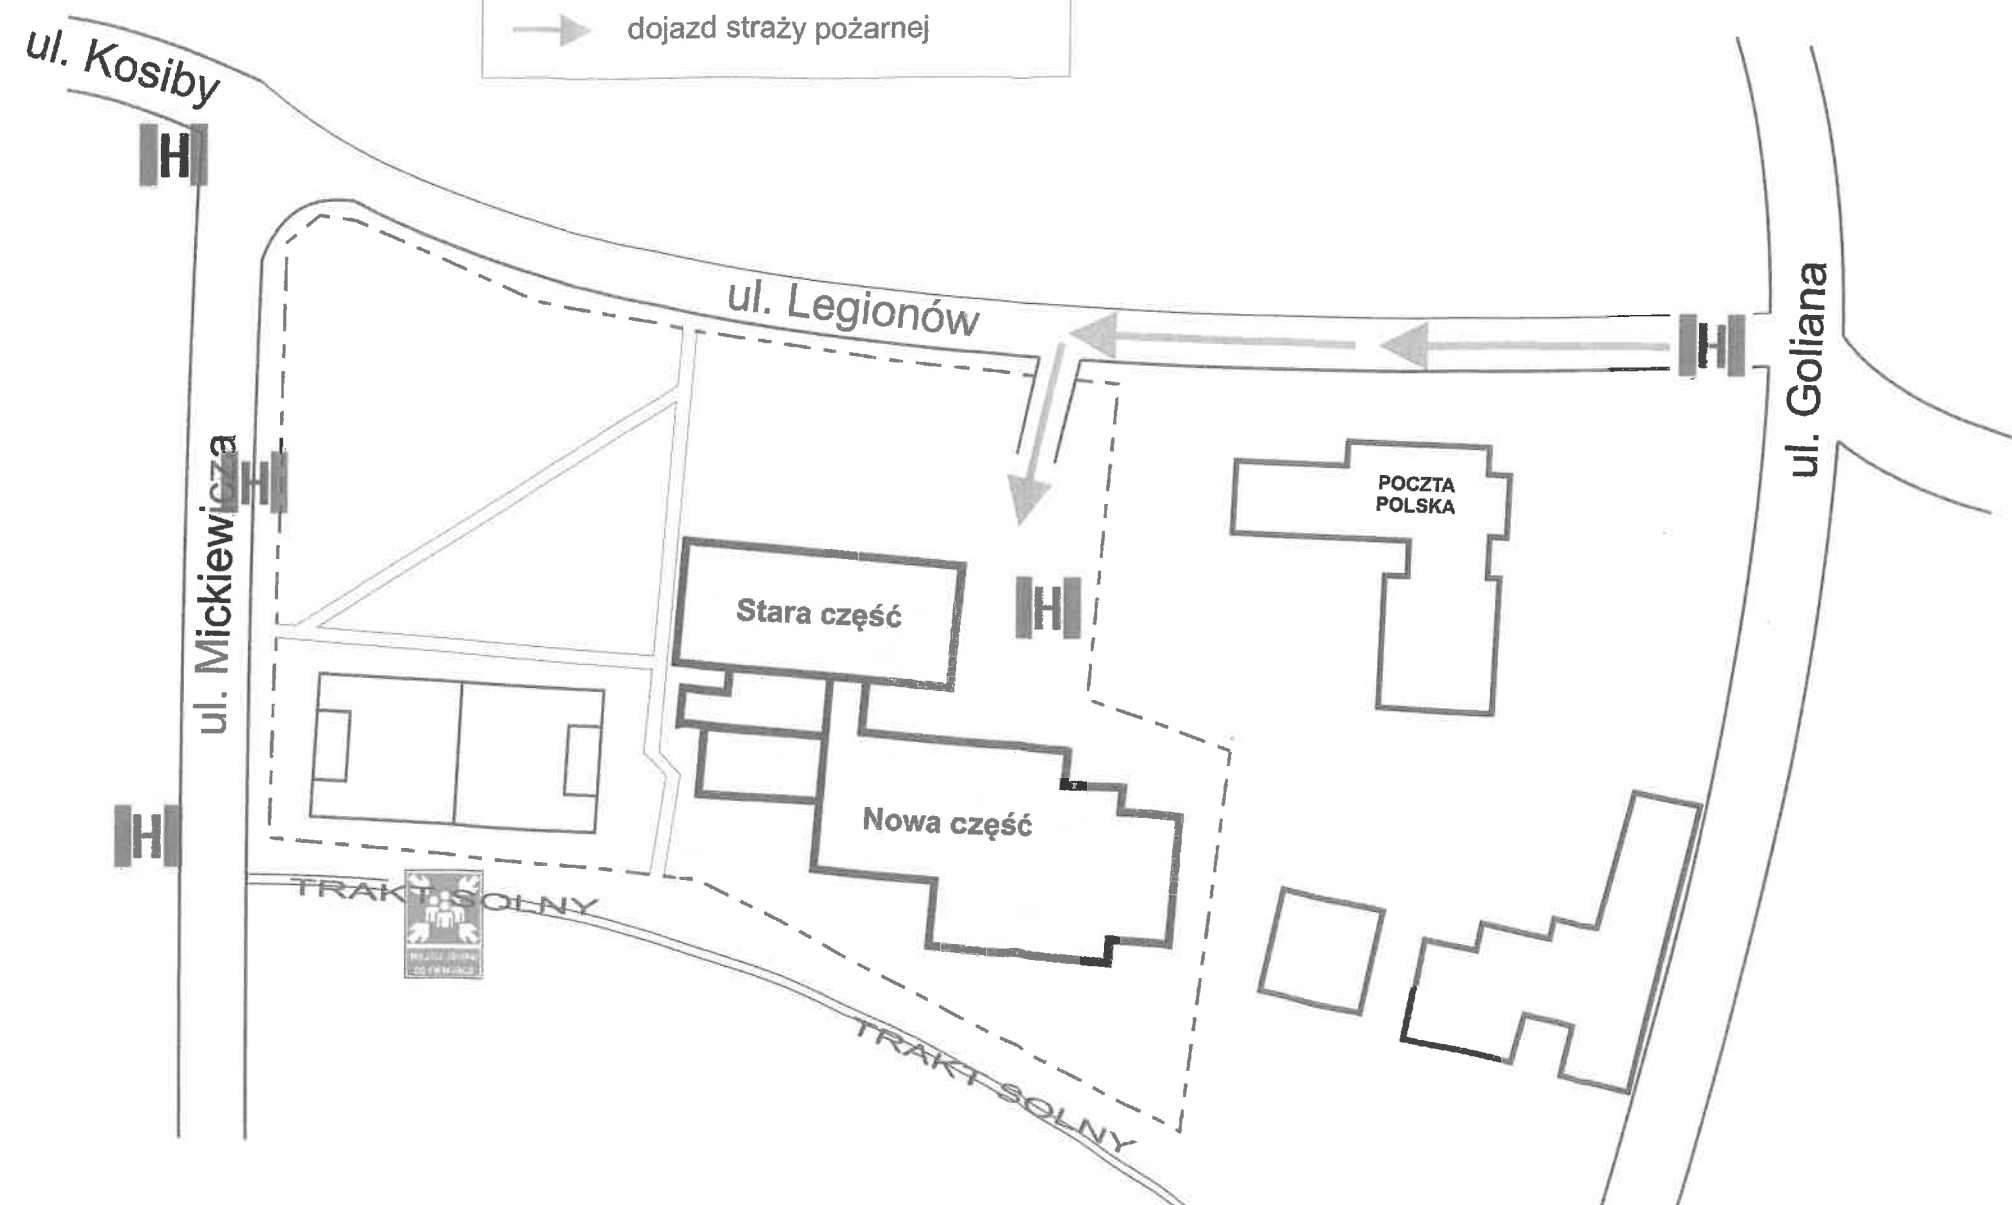 dojazd straży pożarnej
ul. Kosiby
H
ul. Legionów
H
ul. Goliana
ul. Mickiewicza
H
POCZTA
POLSKA
Stara część
H
Nowa część
H
TRAKT SOLNY
TRAKT SOLNY